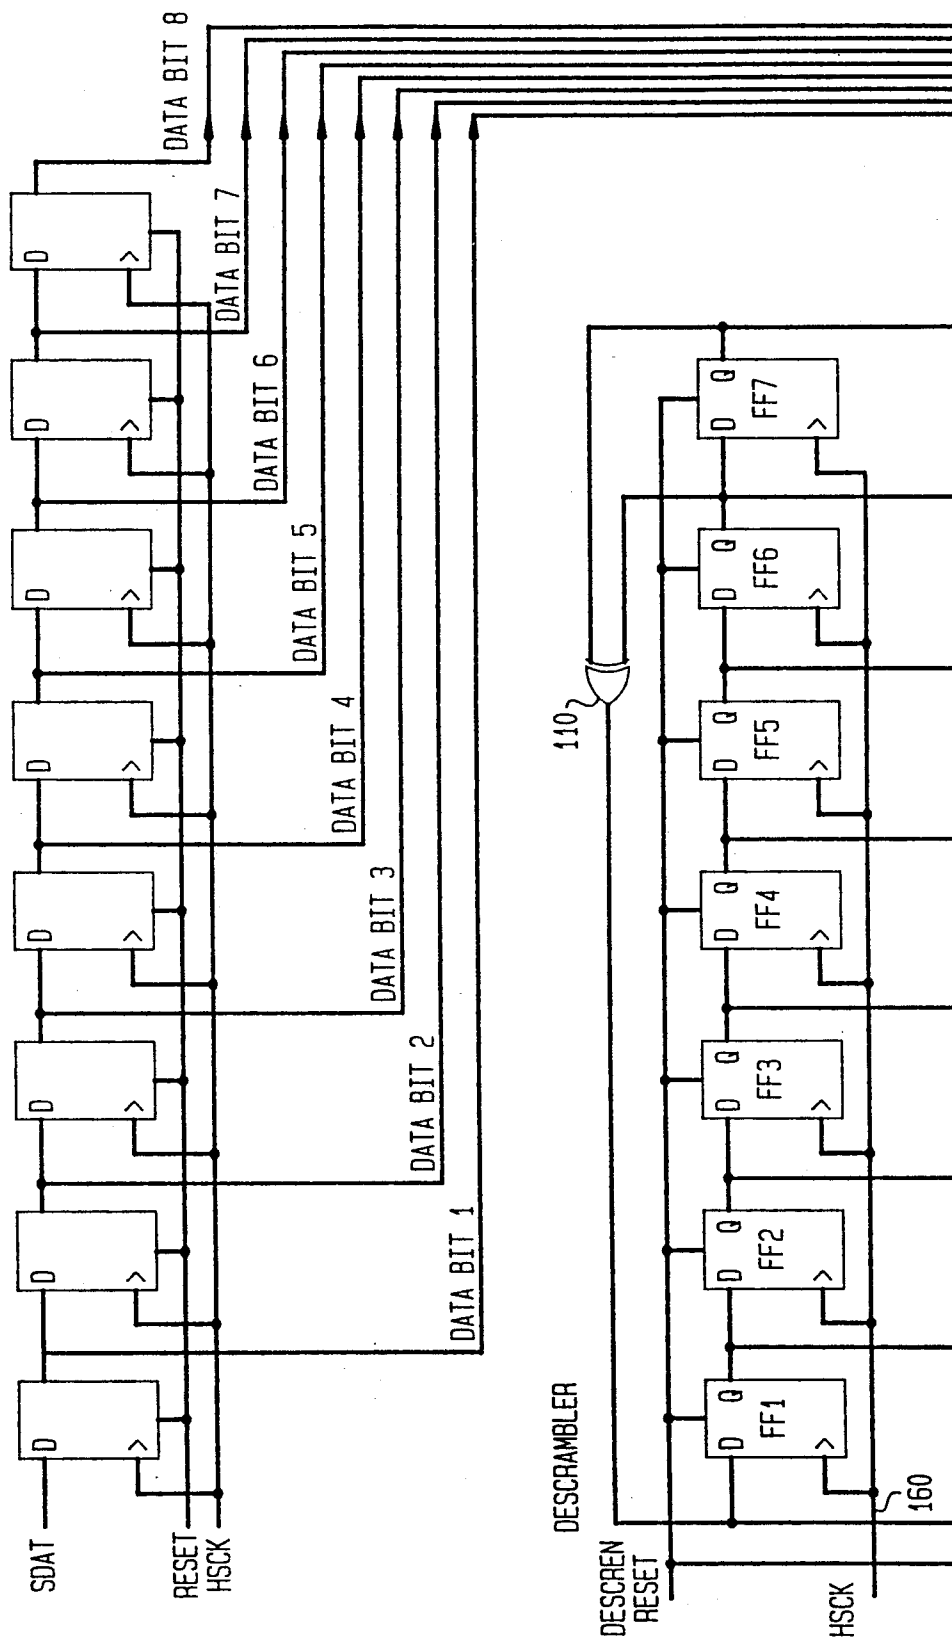 SDAT
RESET
HSCK
D
D
D
D
D
D
D
D
DATA BIT 1
DATA BIT 2
DATA BIT 3
DATA BIT 4
DATA BIT 5
DATA BIT 6
DATA BIT 7
DATA BIT 8
DESCRAMBLER
110
DESCREN
RESET
HSCK
160
D Q
FF1
D Q
FF2
D Q
FF3
D Q
FF4
D Q
FF5
D Q
FF6
D Q
FF7